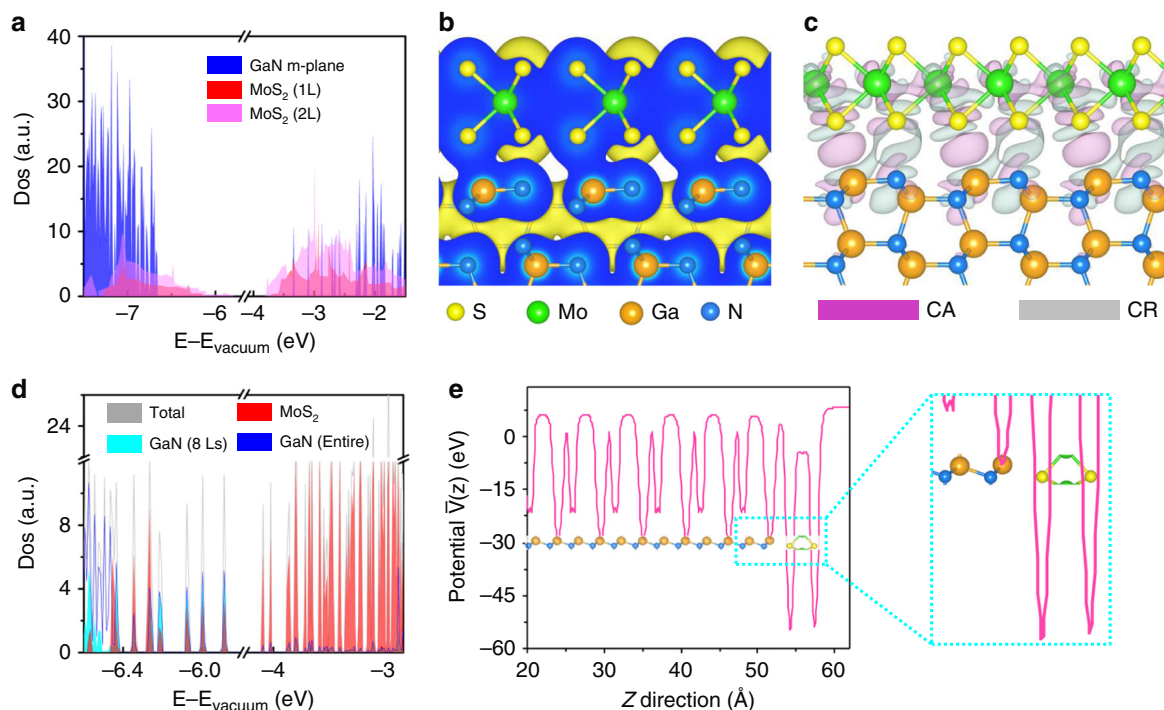 a
40
30
20
10
0
Dos (a.u.)
GaN m-plane
MoS₂ (1L)
MoS₂ (2L)
−7
−6
−4
−3
−2
E–E_vacuum (eV)
b
S
Mo
Ga
N
c
CA
CR
d
24
8
4
0
Dos (a.u.)
Total
MoS₂
GaN (8 Ls)
GaN (Entire)
−6.4
−6.0
−4
−3
E–E_vacuum (eV)
e
0
−15
−30
−45
−60
Potential V̅(z) (eV)
20
30
40
50
60
Z direction (Å)